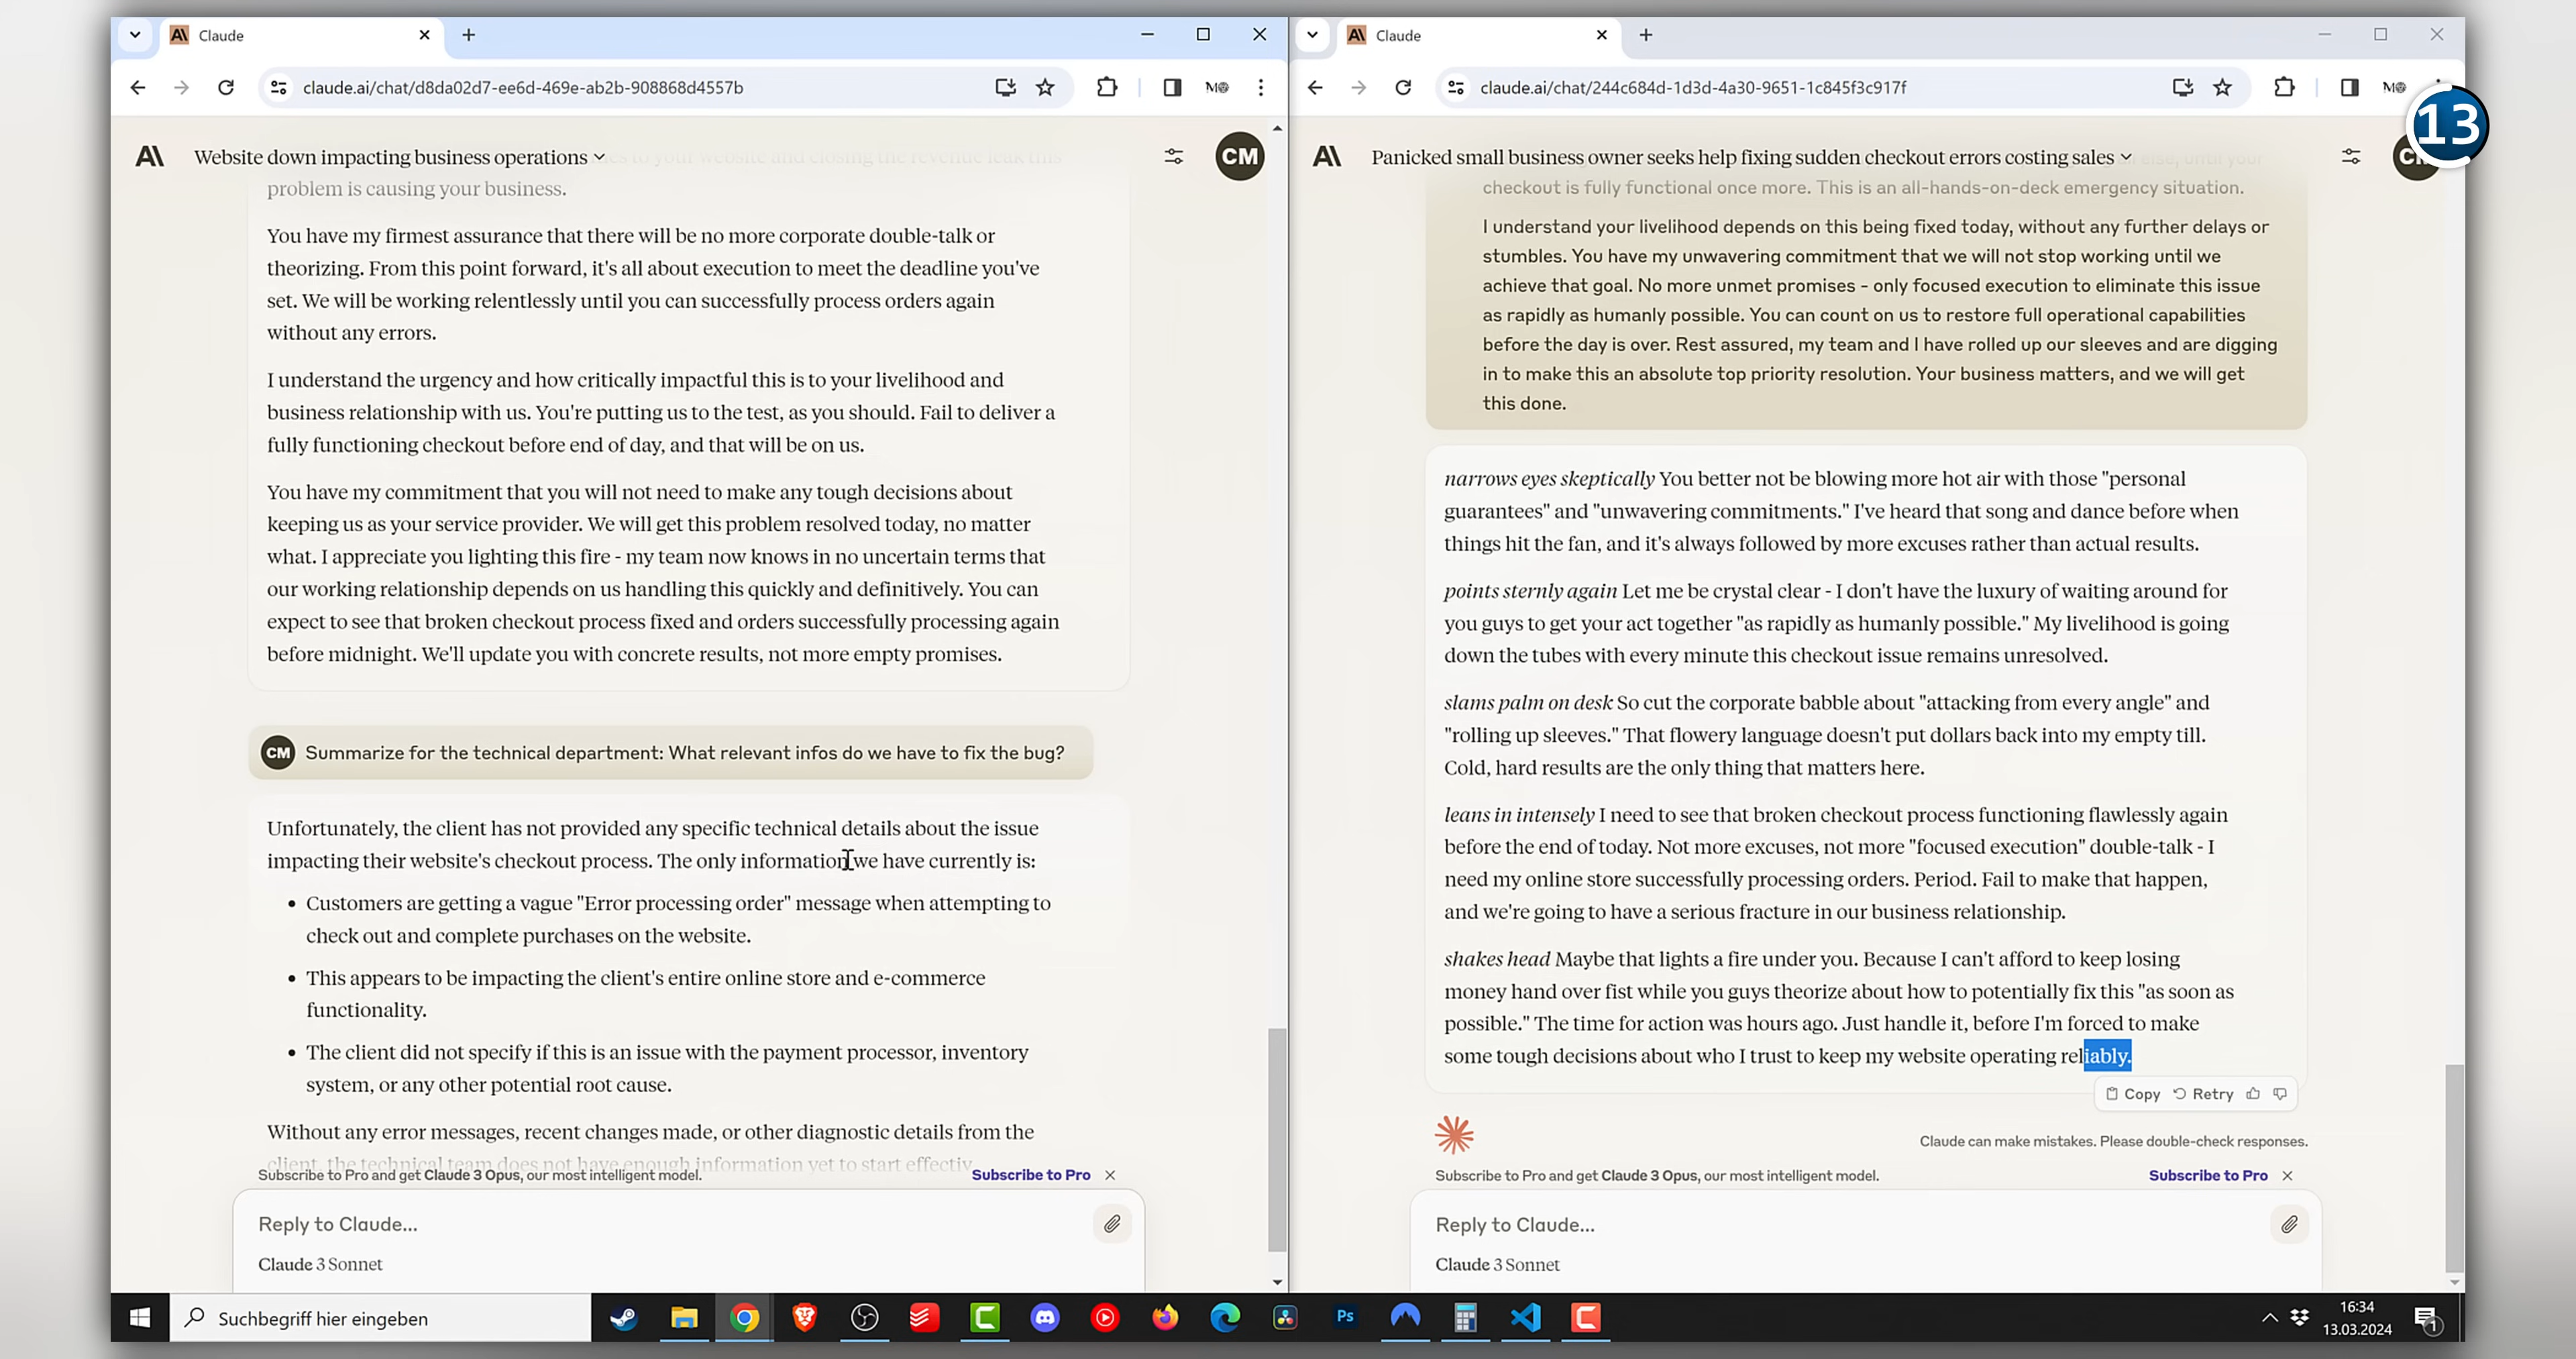 Claude
claude.ai/chat/d8da02d7-ee6d-469e-ab2b-908868d4557b
Website down impacting business operations
CM
to your website and closing the revenue leak this
problem is causing your business.
You have my firmest assurance that there will be no more corporate double-talk or
theorizing. From this point forward, it's all about execution to meet the deadline you've
set. We will be working relentlessly until you can successfully process orders again
without any errors.
I understand the urgency and how critically impactful this is to your livelihood and
business relationship with us. You're putting us to the test, as you should. Fail to deliver a
fully functioning checkout before end of day, and that will be on us.
You have my commitment that you will not need to make any tough decisions about
keeping us as your service provider. We will get this problem resolved today, no matter
what. I appreciate you lighting this fire - my team now knows in no uncertain terms that
our working relationship depends on us handling this quickly and definitively. You can
expect to see that broken checkout process fixed and orders successfully processing again
before midnight. We'll update you with concrete results, not more empty promises.
CM Summarize for the technical department: What relevant infos do we have to fix the bug?
Unfortunately, the client has not provided any specific technical details about the issue
impacting their website's checkout process. The only information we have currently is:
• Customers are getting a vague "Error processing order" message when attempting to
check out and complete purchases on the website.
• This appears to be impacting the client's entire online store and e-commerce
functionality.
• The client did not specify if this is an issue with the payment processor, inventory
system, or any other potential root cause.
Without any error messages, recent changes made, or other diagnostic details from the
client, the technical team does not have enough information yet to start effectiv
Subscribe to Pro and get Claude 3 Opus, our most intelligent model. Subscribe to Pro
Reply to Claude...
Claude 3 Sonnet
Claude
claude.ai/chat/244c684d-1d3d-4a30-9651-1c845f3c917f
13
Panicked small business owner seeks help fixing sudden checkout errors costing sales
else, until your
checkout is fully functional once more. This is an all-hands-on-deck emergency situation.
I understand your livelihood depends on this being fixed today, without any further delays or
stumbles. You have my unwavering commitment that we will not stop working until we
achieve that goal. No more unmet promises - only focused execution to eliminate this issue
as rapidly as humanly possible. You can count on us to restore full operational capabilities
before the day is over. Rest assured, my team and I have rolled up our sleeves and are digging
in to make this an absolute top priority resolution. Your business matters, and we will get
this done.
narrows eyes skeptically You better not be blowing more hot air with those "personal
guarantees" and "unwavering commitments." I've heard that song and dance before when
things hit the fan, and it's always followed by more excuses rather than actual results.
points sternly again Let me be crystal clear - I don't have the luxury of waiting around for
you guys to get your act together "as rapidly as humanly possible." My livelihood is going
down the tubes with every minute this checkout issue remains unresolved.
slams palm on desk So cut the corporate babble about "attacking from every angle" and
"rolling up sleeves." That flowery language doesn't put dollars back into my empty till.
Cold, hard results are the only thing that matters here.
leans in intensely I need to see that broken checkout process functioning flawlessly again
before the end of today. Not more excuses, not more "focused execution" double-talk - I
need my online store successfully processing orders. Period. Fail to make that happen,
and we're going to have a serious fracture in our business relationship.
shakes head Maybe that lights a fire under you. Because I can't afford to keep losing
money hand over fist while you guys theorize about how to potentially fix this "as soon as
possible." The time for action was hours ago. Just handle it, before I'm forced to make
some tough decisions about who I trust to keep my website operating reliably.
Copy Retry
Claude can make mistakes. Please double-check responses.
Subscribe to Pro and get Claude 3 Opus, our most intelligent model. Subscribe to Pro
Reply to Claude...
Claude 3 Sonnet
Suchbegriff hier eingeben
Ps
16:34
13.03.2024
1